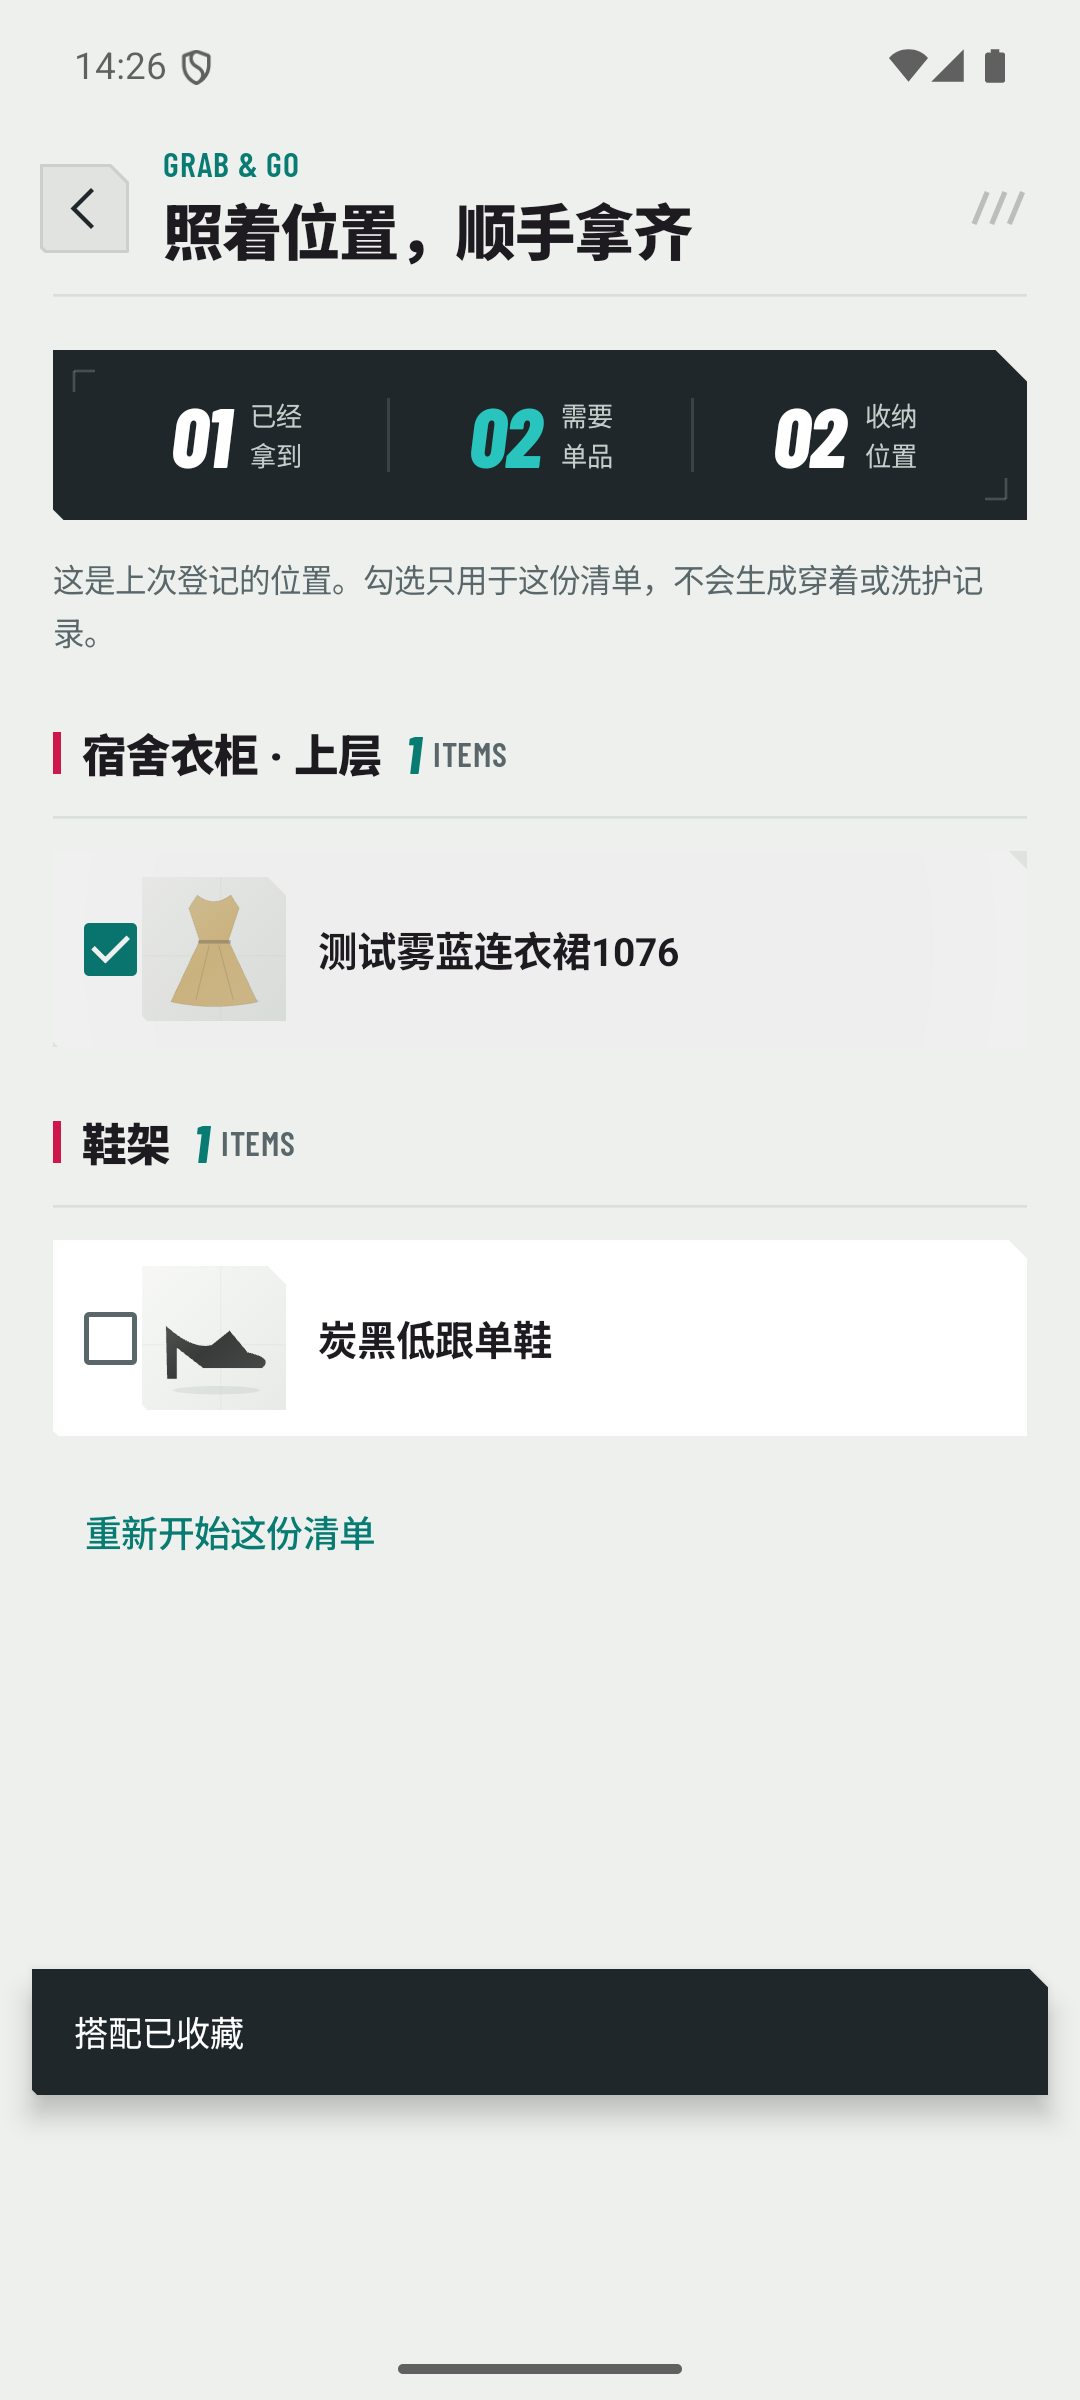 14:26
GRAB & GO
照着位置，顺手拿齐
01 已经拿到
02 需要单品
02 收纳位置
这是上次登记的位置。勾选只用于这份清单，不会生成穿着或洗护记
录。
宿舍衣柜 · 上层 1 ITEMS
测试雾蓝连衣裙1076
鞋架 1 ITEMS
炭黑低跟单鞋
重新开始这份清单
搭配已收藏